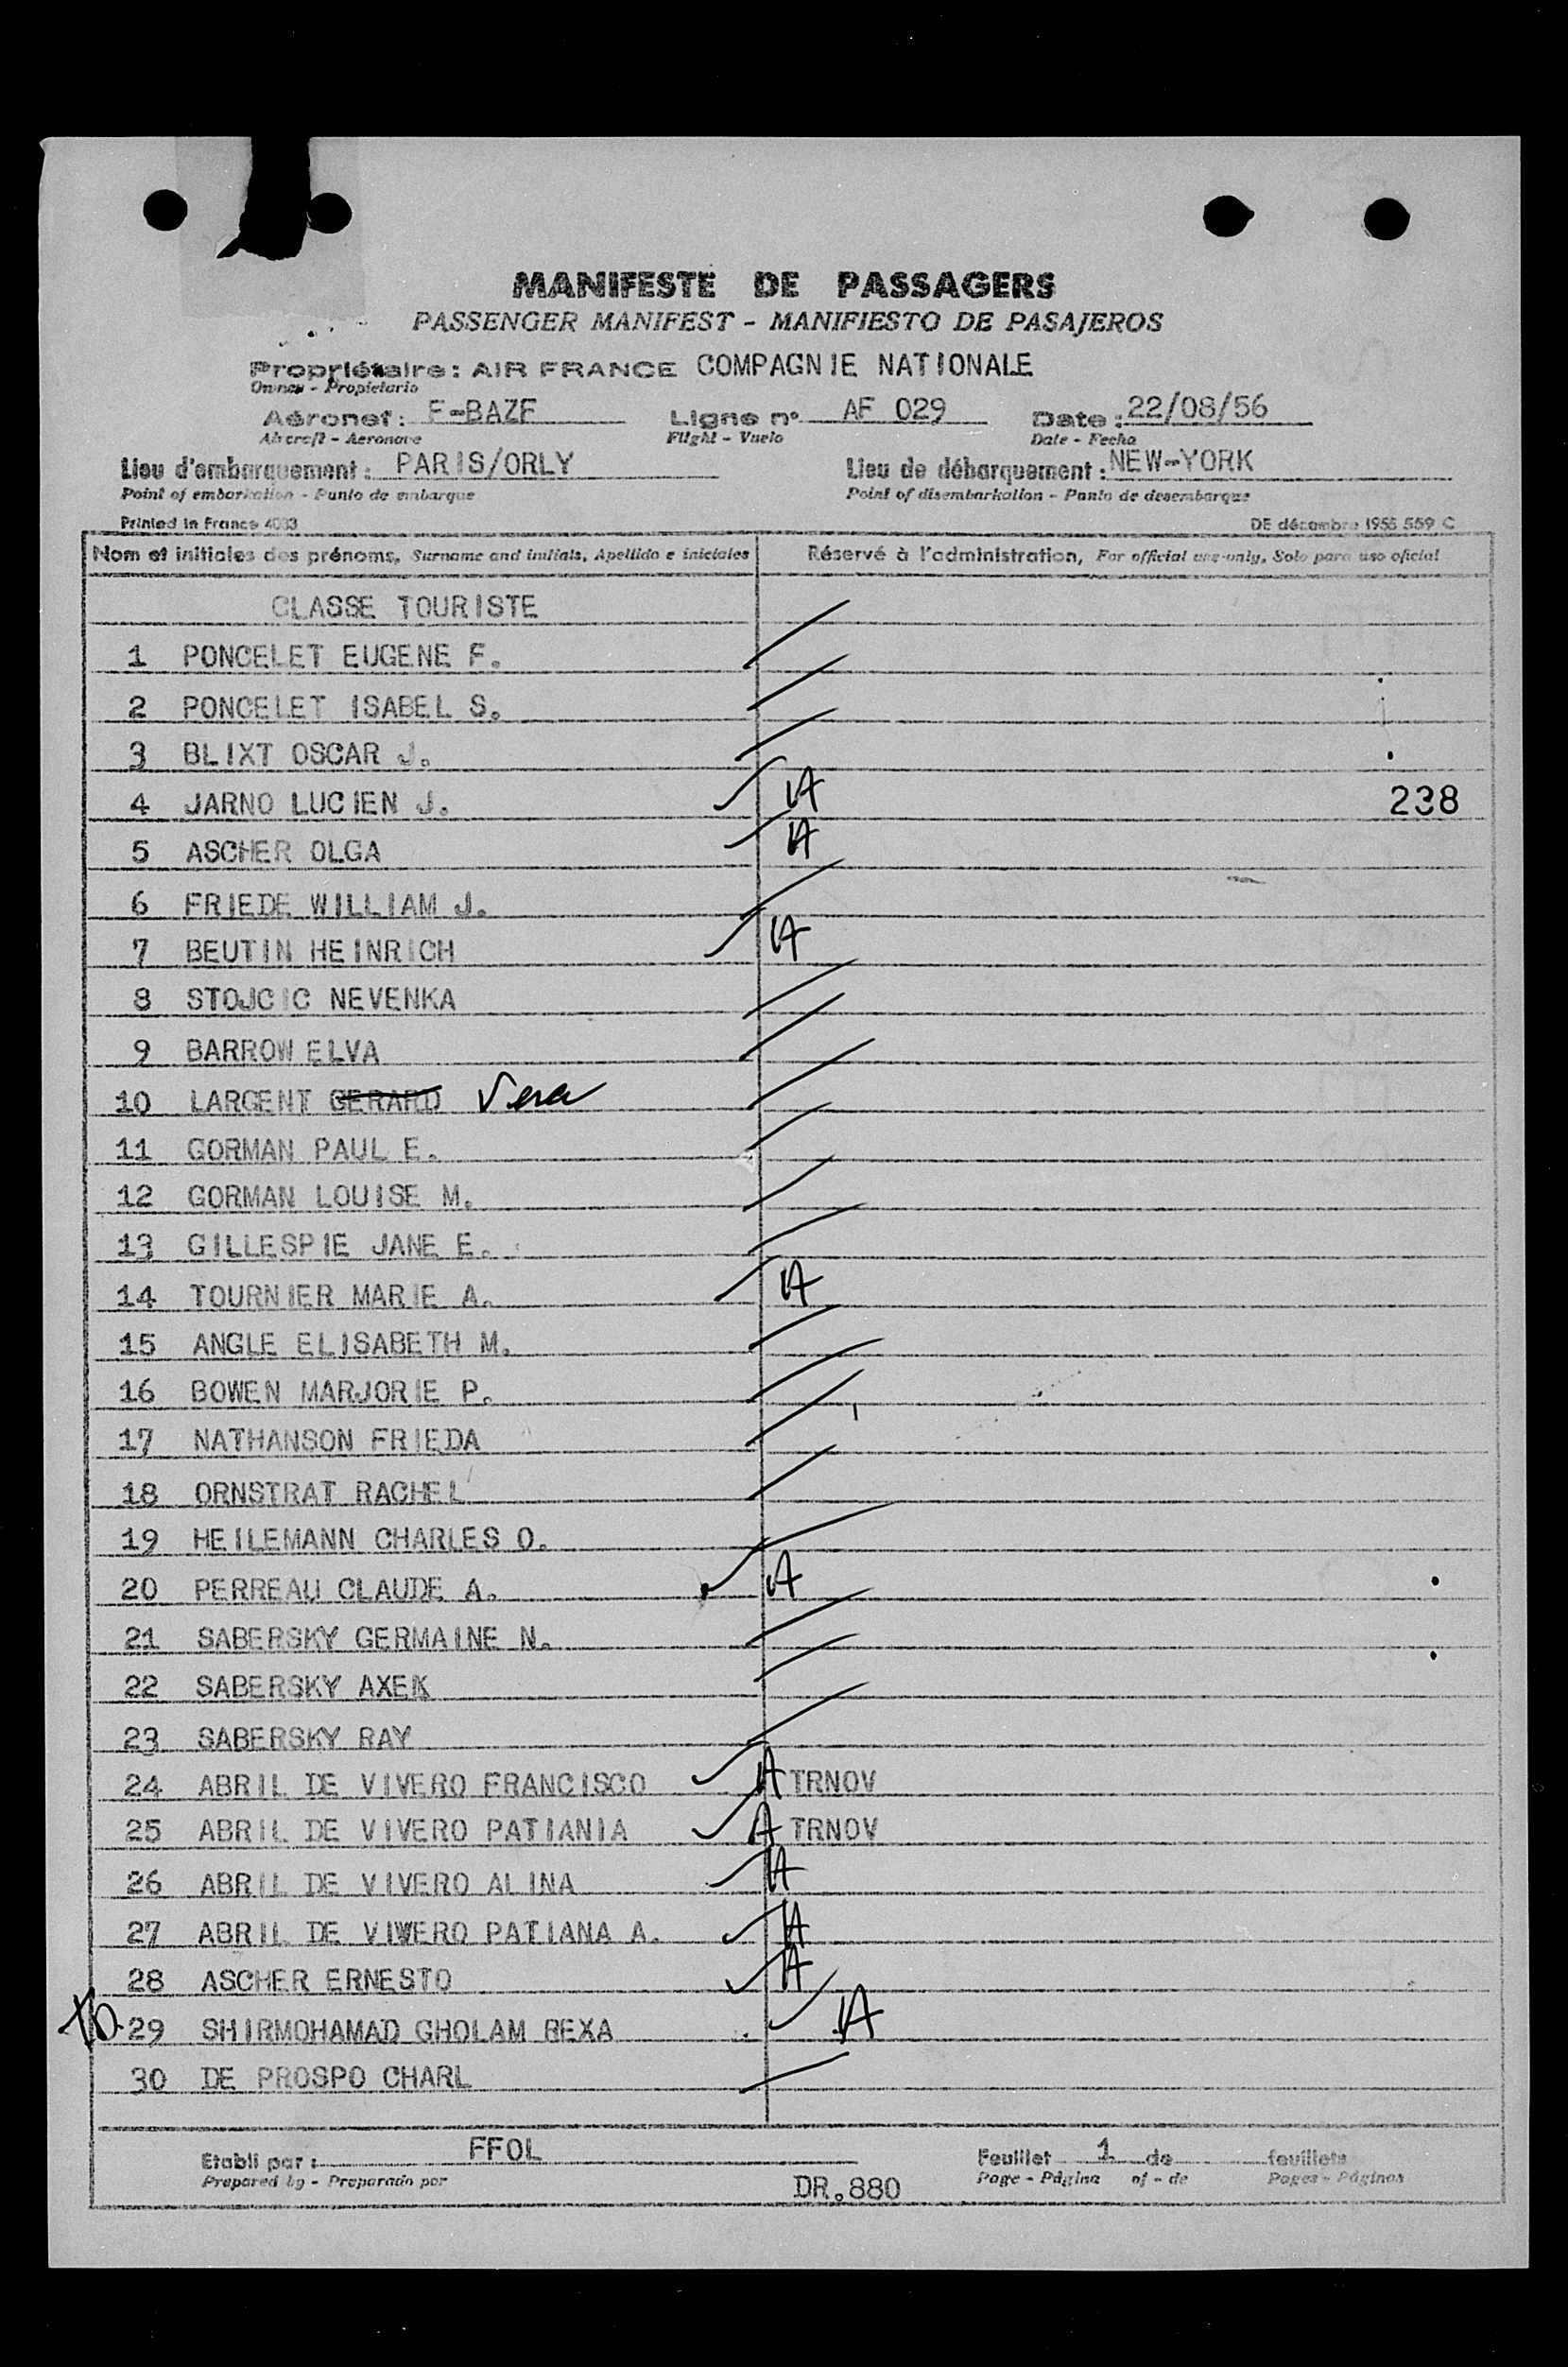 MANIFESTE DE PASSAGERS
PASSENGER MANIFEST - MANIFIESTO DE PASAJEROS
Propriétaire : AIR FRANCE COMPAGNIE NATIONALE
Owner - Propietario
Aéronef : F-BAZF Ligne n° AF 029 Date : 22/08/56
Aircraft - Aeronave Flight - Vuelo Date - Fecha
Lieu d'embarquement : PARIS/ORLY Lieu de débarquement : NEW-YORK
Point of embarkation - Punto de embarque Point of disembarkation - Punto de desembarque
Printed in France 4033 DE décembre 1955 559 C
Nom et initiales des prénoms, Surname and initials, Apellido e iniciales Réservé à l'administration, For official use only, Solo para uso oficial
CLASSE TOURISTE
1 PONCELET EUGENE F.
2 PONCELET ISABEL S.
3 BLIXT OSCAR J.
4 JARNO LUCIEN J. A 238
5 ASCHER OLGA A
6 FRIEDE WILLIAM J.
7 BEUTIN HEINRICH A
8 STOJCIC NEVENKA
9 BARROW ELVA
10 LARGENT GERARD Vera
11 GORMAN PAUL E.
12 GORMAN LOUISE M.
13 GILLESPIE JANE E.
14 TOURNIER MARIE A. A
15 ANGLE ELISABETH M.
16 BOWEN MARJORIE P.
17 NATHANSON FRIEDA
18 ORNSTRAT RACHEL
19 HEILEMANN CHARLES O.
20 PERREAU CLAUDE A. A
21 SABERSKY GERMAINE N.
22 SABERSKY AXEK
23 SABERSKY RAY
24 ABRIL DE VIVERO FRANCISCO A TRNOV
25 ABRIL DE VIVERO PATIANIA A TRNOV
26 ABRIL DE VIVERO ALINA A
27 ABRIL DE VIVERO PATIANA A. A
28 ASCHER ERNESTO A
29 SHIRMOHAMAD GHOLAM REXA A
30 DE PROSPO CHARL
Etabli par : FFOL Feuillet 1 de feuillets
Prepared by - Preparado por Page - Página of - de Pages - Páginas
DR.880